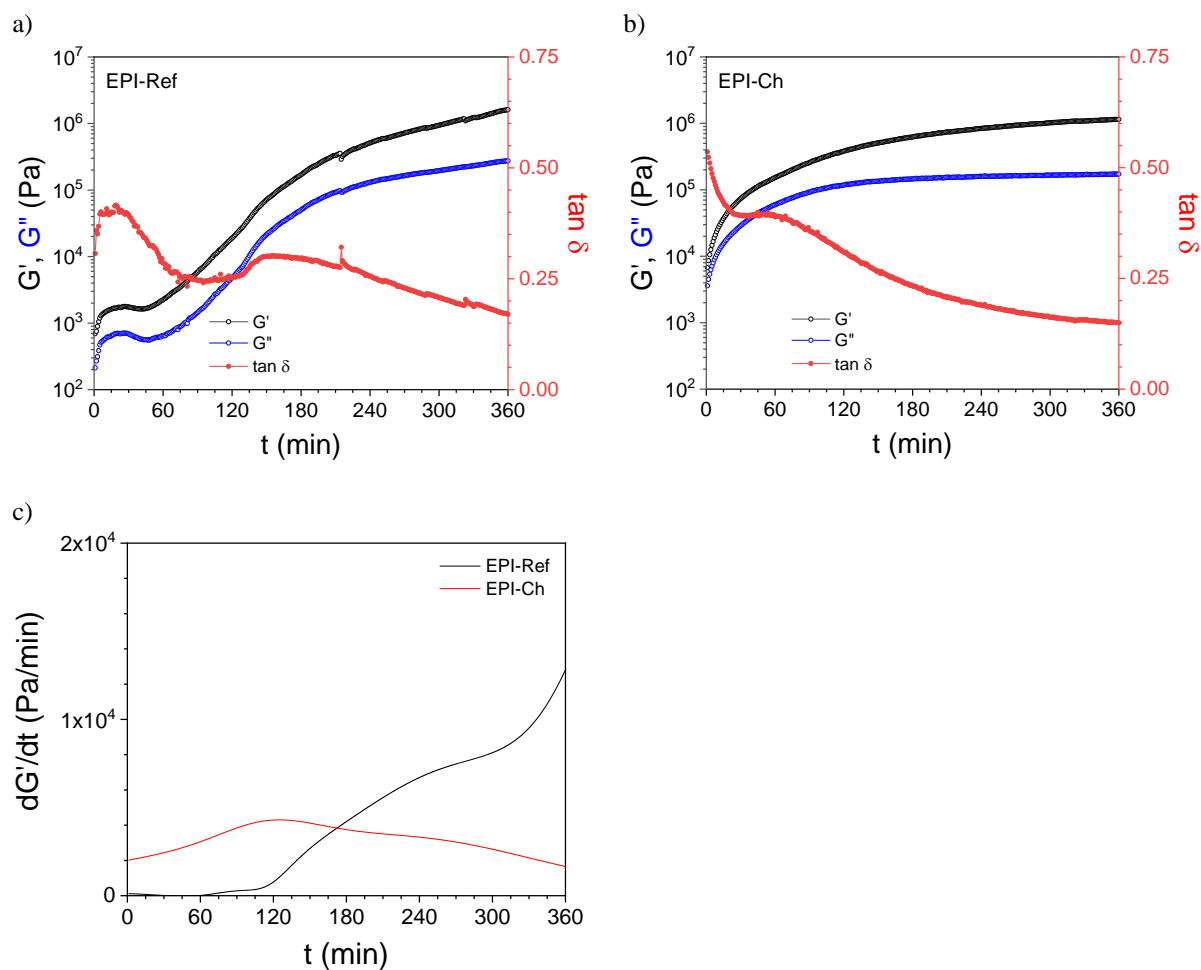 a)
EPI-Ref
10⁷
10⁶
10⁵
10⁴
10³
10²
G', G" (Pa)
0.75
0.50
0.25
0.00
tan δ
G'
G"
tan δ
0 60 120 180 240 300 360
t (min)
b)
EPI-Ch
10⁷
10⁶
10⁵
10⁴
10³
10²
G', G" (Pa)
0.75
0.50
0.25
0.00
tan δ
G'
G"
tan δ
0 60 120 180 240 300 360
t (min)
c)
2x10⁴
1x10⁴
0
dG'/dt (Pa/min)
EPI-Ref
EPI-Ch
0 60 120 180 240 300 360
t (min)